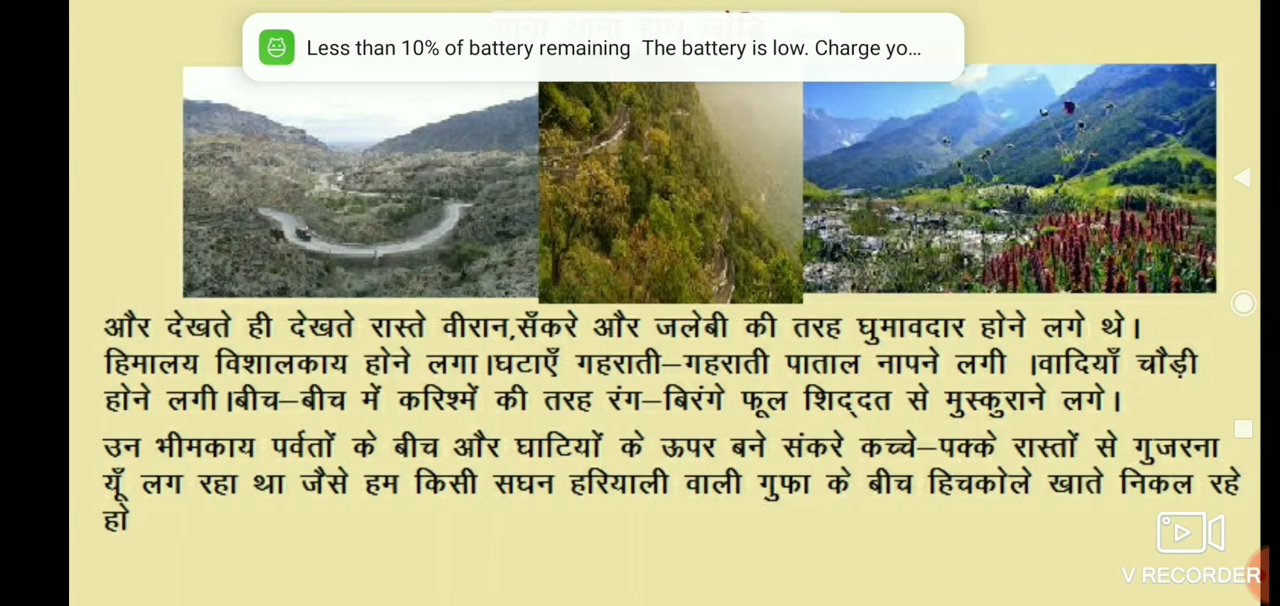 Less than 10% of battery remaining The battery is low. Charge yo...
और देखते ही देखते रास्ते वीरान,सँकरे और जलेबी की तरह घुमावदार होने लगे थे।
हिमालय विशालकाय होने लगा।घटाएँ गहराती–गहराती पाताल नापने लगी ।वादियाँ चौड़ी
होने लगी।बीच–बीच में करिश्में की तरह रंग–बिरंगे फूल शिद्दत से मुस्कुराने लगे।
उन भीमकाय पर्वतों के बीच और घाटियों के ऊपर बने संकरे कच्चे–पक्के रास्तों से गुजरना
यूँ लग रहा था जैसे हम किसी सघन हरियाली वाली गुफा के बीच हिचकोले खाते निकल रहे
हो
V RECORDER